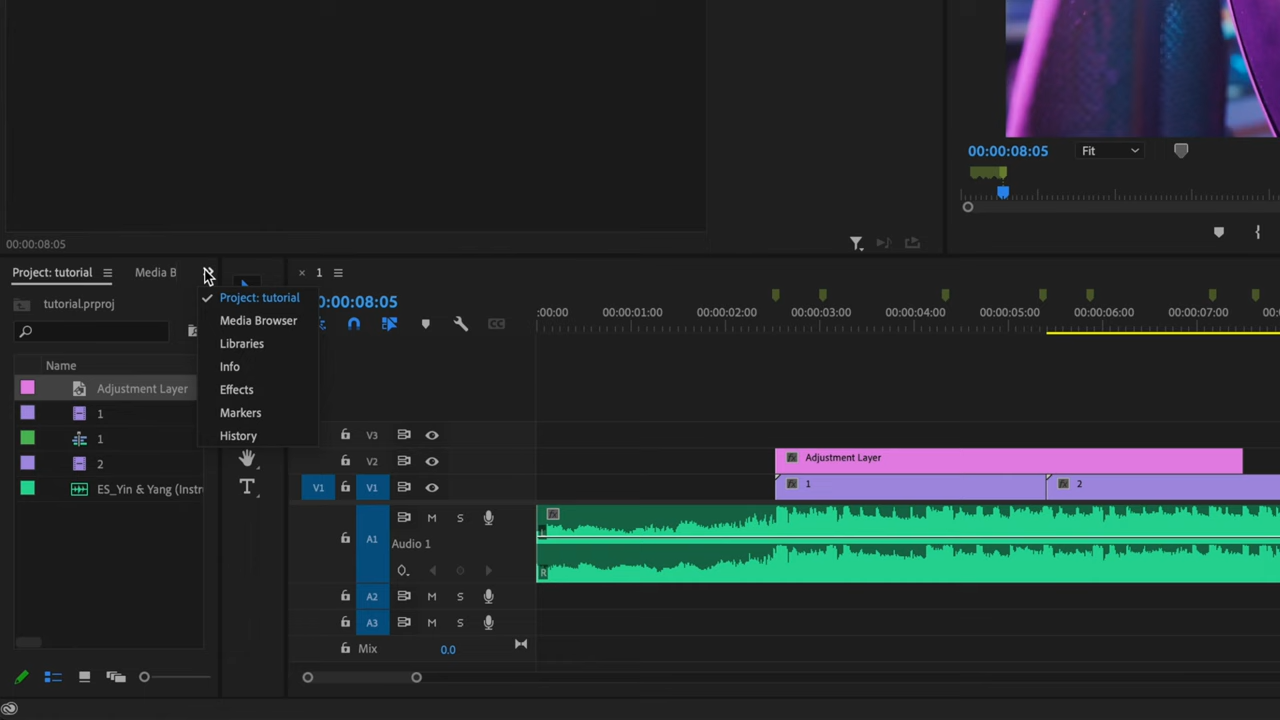 00:00:08:05
Fit
00:00:08:05
Project: tutorial
Media B
1
tutorial.prproj
Project: tutorial
Media Browser
Libraries
Info
Effects
Markers
History
Name
Adjustment Layer
1
1
2
ES_Yin & Yang (Instr
T
:00:00:08:05
CC
:00:00
00:00:01:00
00:00:02:00
00:00:03:00
00:00:04:00
00:00:05:00
00:00:06:00
00:00:07:00
00:0
V3
V2
Adjustment Layer
V1
V1
1
2
fx
A1
M
S
Audio 1
L
R
A2
M
S
A3
M
S
Mix
0.0